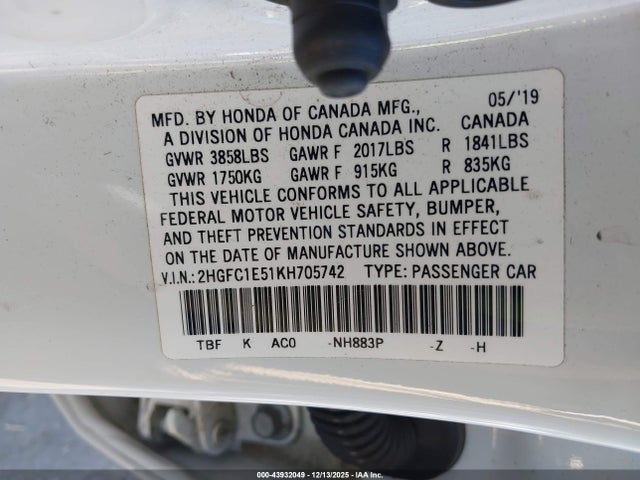 MFD. BY HONDA OF CANADA MFG., 05/'19
A DIVISION OF HONDA CANADA INC. CANADA
GVWR 3858LBS GAWR F 2017LBS R 1841LBS
GVWR 1750KG GAWR F 915KG R 835KG
THIS VEHICLE CONFORMS TO ALL APPLICABLE
FEDERAL MOTOR VEHICLE SAFETY, BUMPER,
AND THEFT PREVENTION STANDARDS IN EFFECT
ON THE DATE OF MANUFACTURE SHOWN ABOVE.
V.I.N.: 2HGFC1E51KH705742 TYPE: PASSENGER CAR
TBF K AC0 -NH883P -Z -H
000-43932049 - 12/13/2025 - IAA Inc.